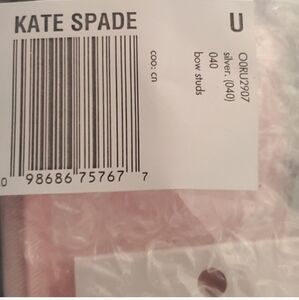 KATE SPADE U
O0RU2907
silver. (040)
040
bow studs
coo: cn
0 98686 75767 7